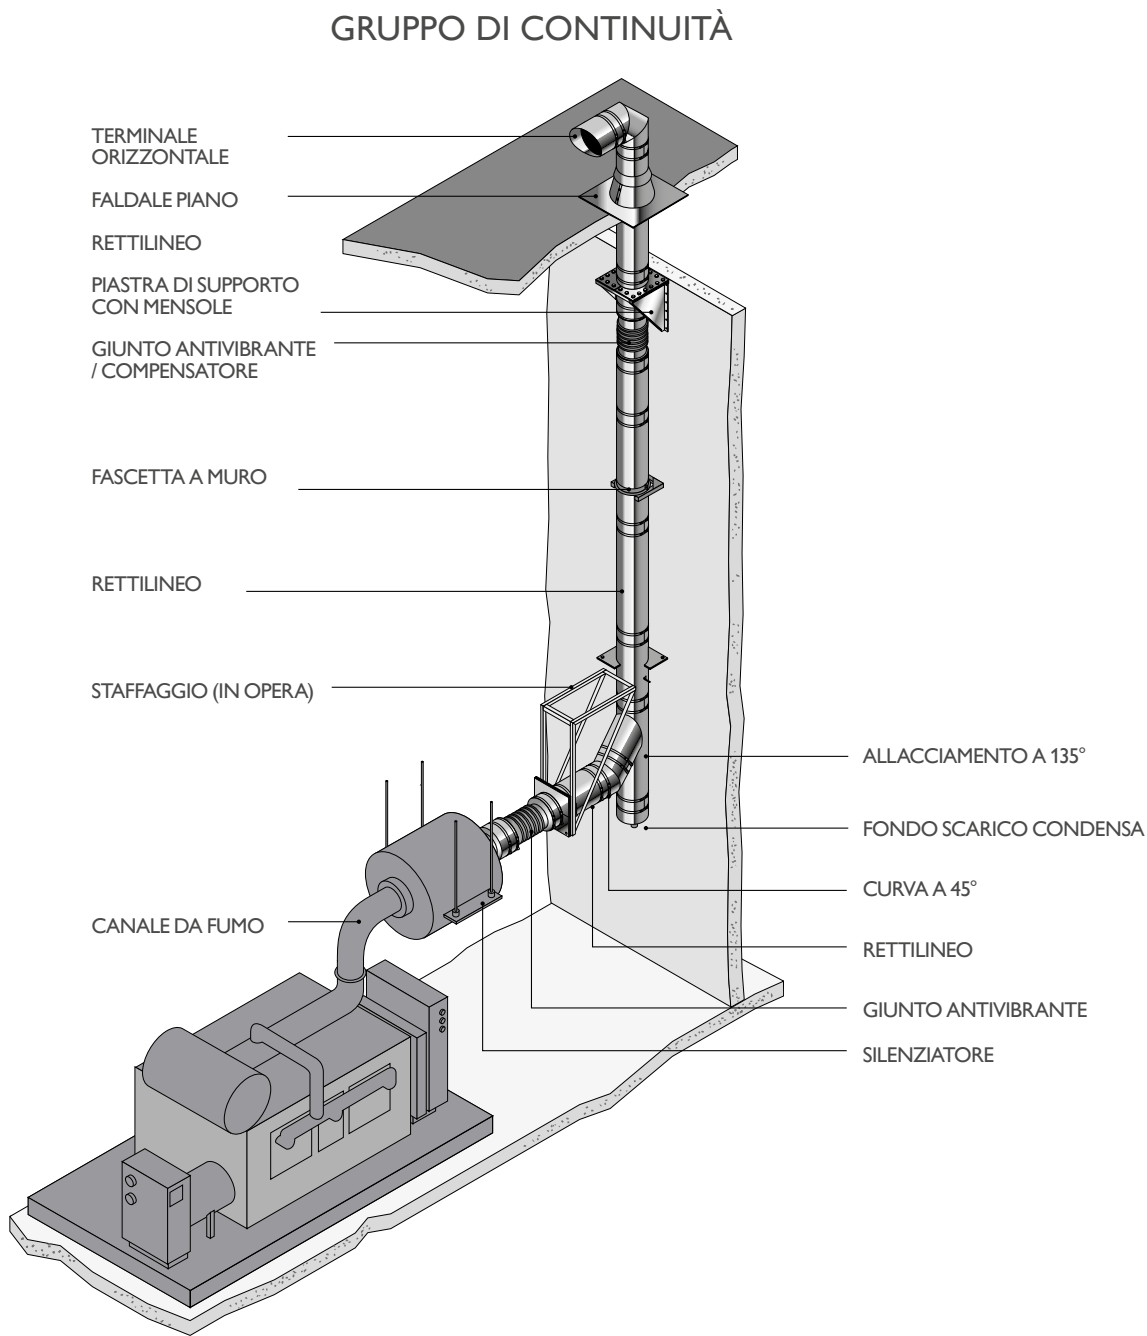 GRUPPO DI CONTINUITÀ
TERMINALE
ORIZZONTALE
FALDALE PIANO
RETTILINEO
PIASTRA DI SUPPORTO
CON MENSOLE
GIUNTO ANTIVIBRANTE
/ COMPENSATORE
FASCETTA A MURO
RETTILINEO
STAFFAGGIO (IN OPERA)
CANALE DA FUMO
ALLACCIAMENTO A 135°
FONDO SCARICO CONDENSA
CURVA A 45°
RETTILINEO
GIUNTO ANTIVIBRANTE
SILENZIATORE